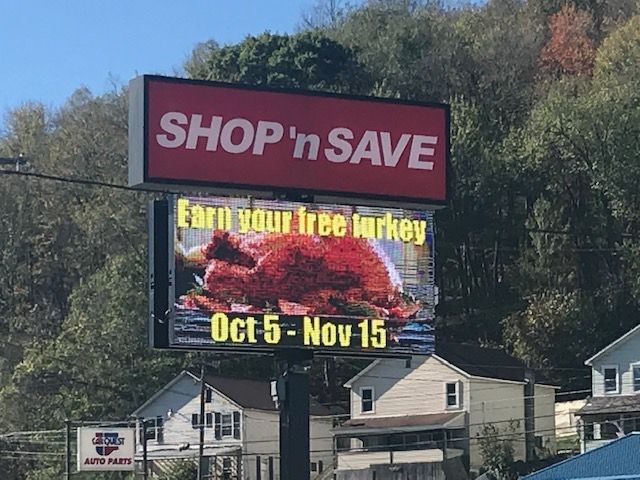 SHOP 'n SAVE
Earn your free turkey
Oct 5 - Nov 15
CARQUEST
AUTO PARTS